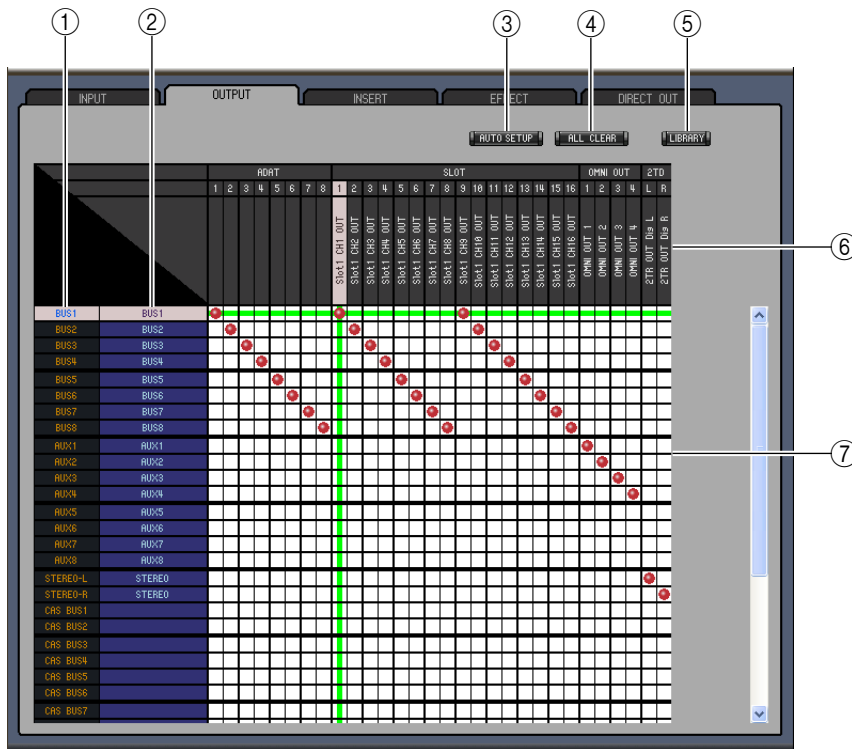 1 2 3 4 5
INPUT OUTPUT INSERT EFFECT DIRECT OUT
AUTO SETUP ALL CLEAR LIBRARY
ADAT SLOT OMNI OUT 2TD
1 2 3 4 5 6 7 8 1 2 3 4 5 6 7 8 9 10 11 12 13 14 15 16 1 2 3 4 L R
Slot1 CH1 OUT
Slot1 CH2 OUT
Slot1 CH3 OUT
Slot1 CH4 OUT
Slot1 CH5 OUT
Slot1 CH6 OUT
Slot1 CH7 OUT
Slot1 CH8 OUT
Slot1 CH9 OUT
Slot1 CH10 OUT
Slot1 CH11 OUT
Slot1 CH12 OUT
Slot1 CH13 OUT
Slot1 CH14 OUT
Slot1 CH15 OUT
Slot1 CH16 OUT
OMNI OUT 1
OMNI OUT 2
OMNI OUT 3
OMNI OUT 4
2TR OUT Dig L
2TR OUT Dig R
6
BUS1 BUS1
BUS2 BUS2
BUS3 BUS3
BUS4 BUS4
BUS5 BUS5
BUS6 BUS6
BUS7 BUS7
BUS8 BUS8
AUX1 AUX1
7
AUX2 AUX2
AUX3 AUX3
AUX4 AUX4
AUX5 AUX5
AUX6 AUX6
AUX7 AUX7
AUX8 AUX8
STEREO-L STEREO
STEREO-R STEREO
CAS BUS1
CAS BUS2
CAS BUS3
CAS BUS4
CAS BUS5
CAS BUS6
CAS BUS7